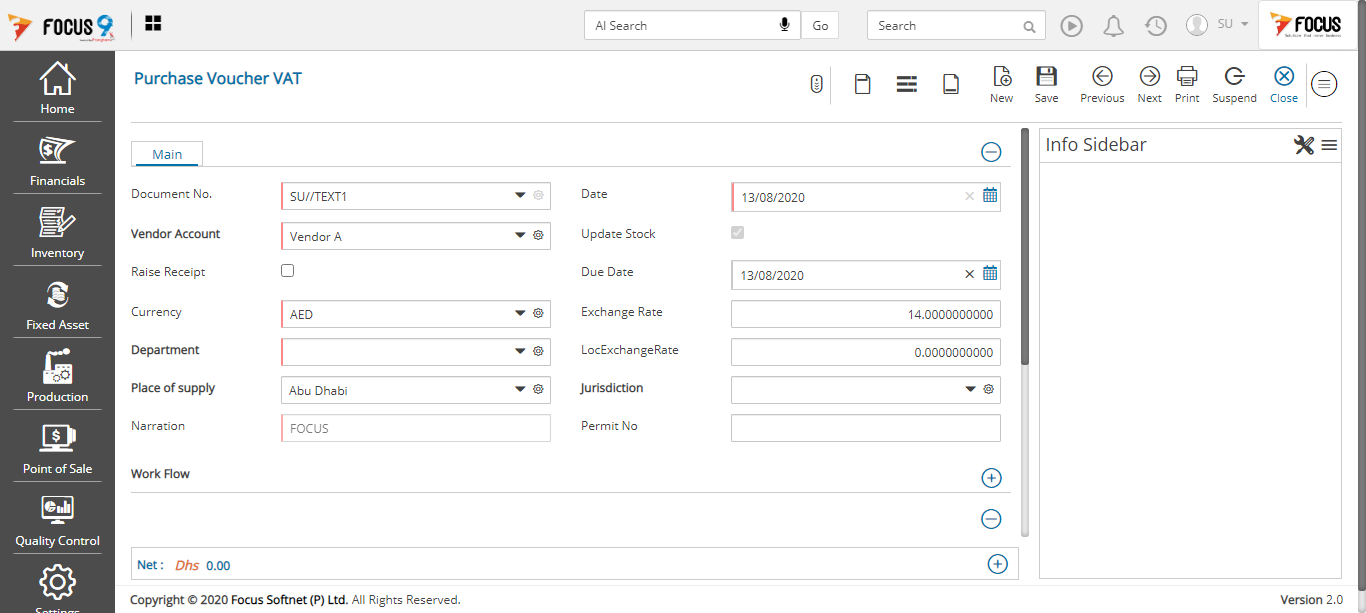 FOCUS 9
AI Search
Go
Search
SU
FOCUS
Home
Financials
Inventory
Fixed Asset
Production
Point of Sale
Quality Control
Settings
Purchase Voucher VAT
New
Save
Previous
Next
Print
Suspend
Close
Main
Document No.
SU//TEXT1
Date
13/08/2020
Vendor Account
Vendor A
Update Stock
Raise Receipt
Due Date
13/08/2020
Currency
AED
Exchange Rate
14.0000000000
Department
LocExchangeRate
0.0000000000
Place of supply
Abu Dhabi
Jurisdiction
Narration
FOCUS
Permit No
Work Flow
Net : Dhs 0.00
Info Sidebar
Copyright © 2020 Focus Softnet (P) Ltd. All Rights Reserved.
Version 2.0